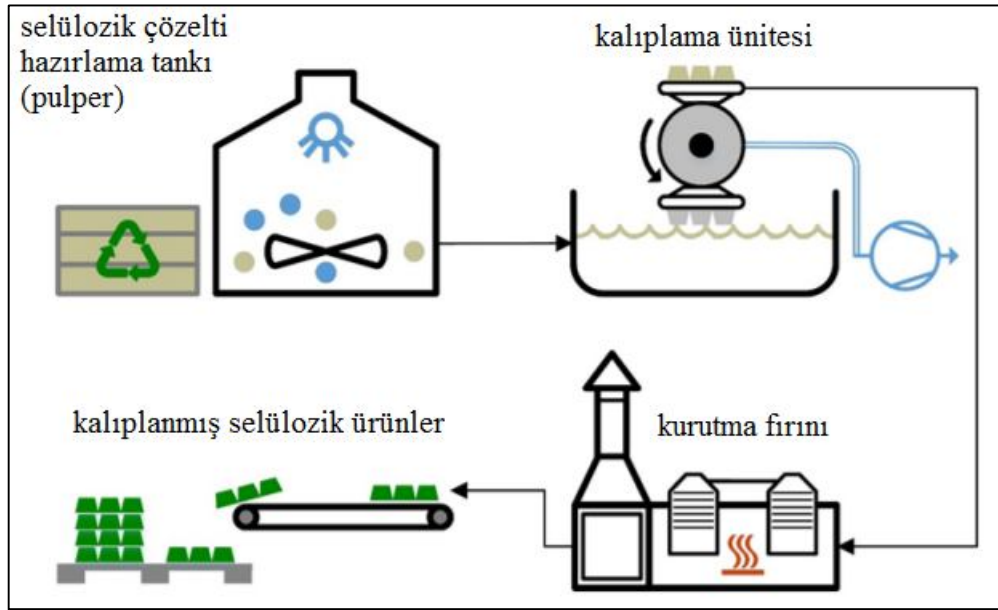 selülozik çözelti
hazırlama tankı
(pulper)
kalıplama ünitesi
kalıplanmış selülozik ürünler
kurutma fırını